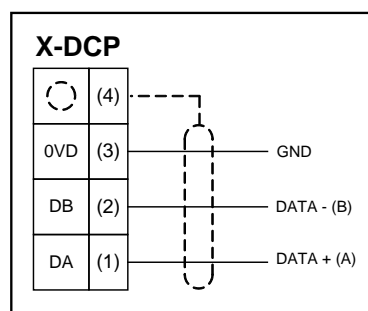 X-DCP
(4)
0VD (3) GND
DB (2) DATA - (B)
DA (1) DATA + (A)